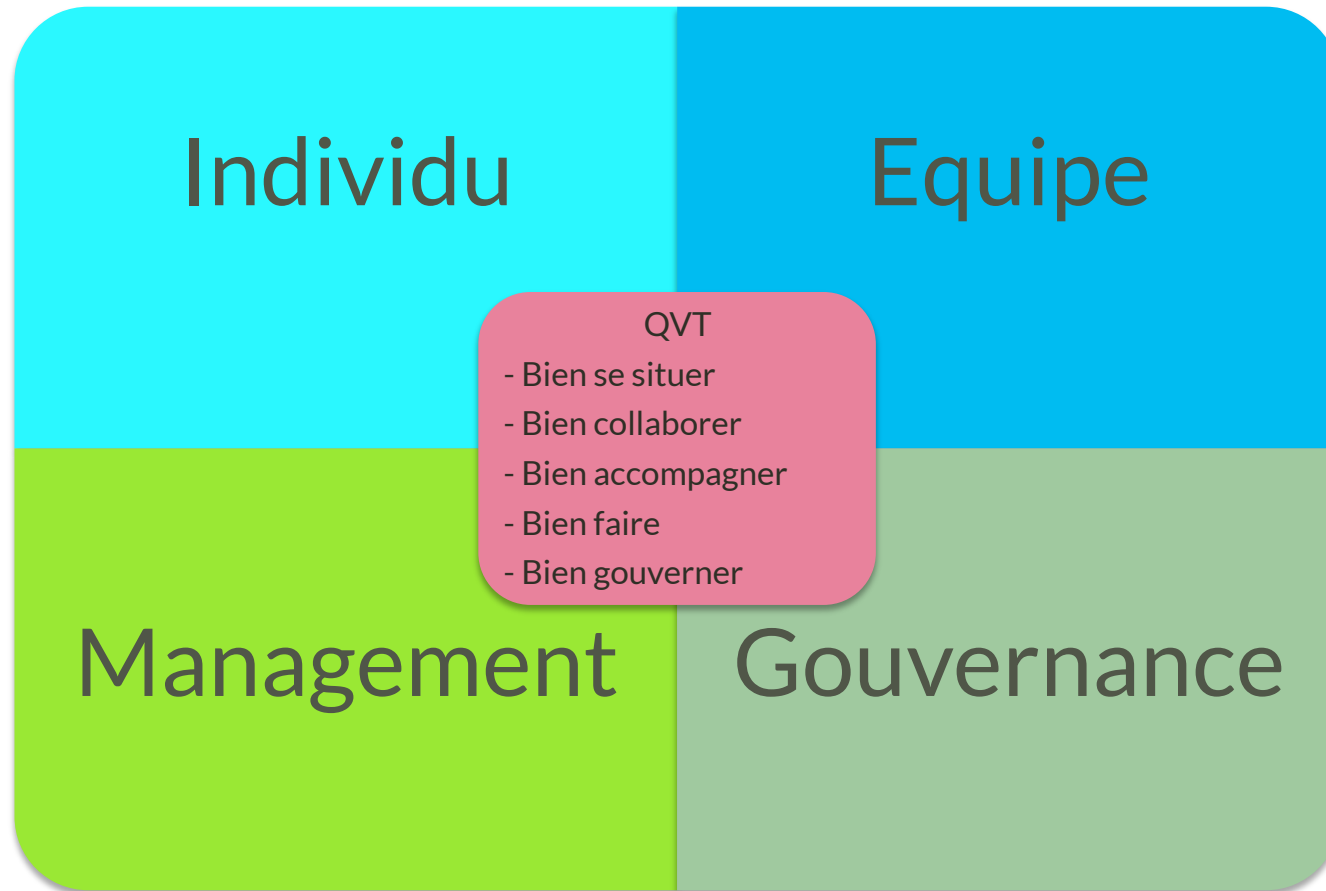 Individu
Equipe
QVT
- Bien se situer
- Bien collaborer
- Bien accompagner
- Bien faire
- Bien gouverner
Management
Gouvernance